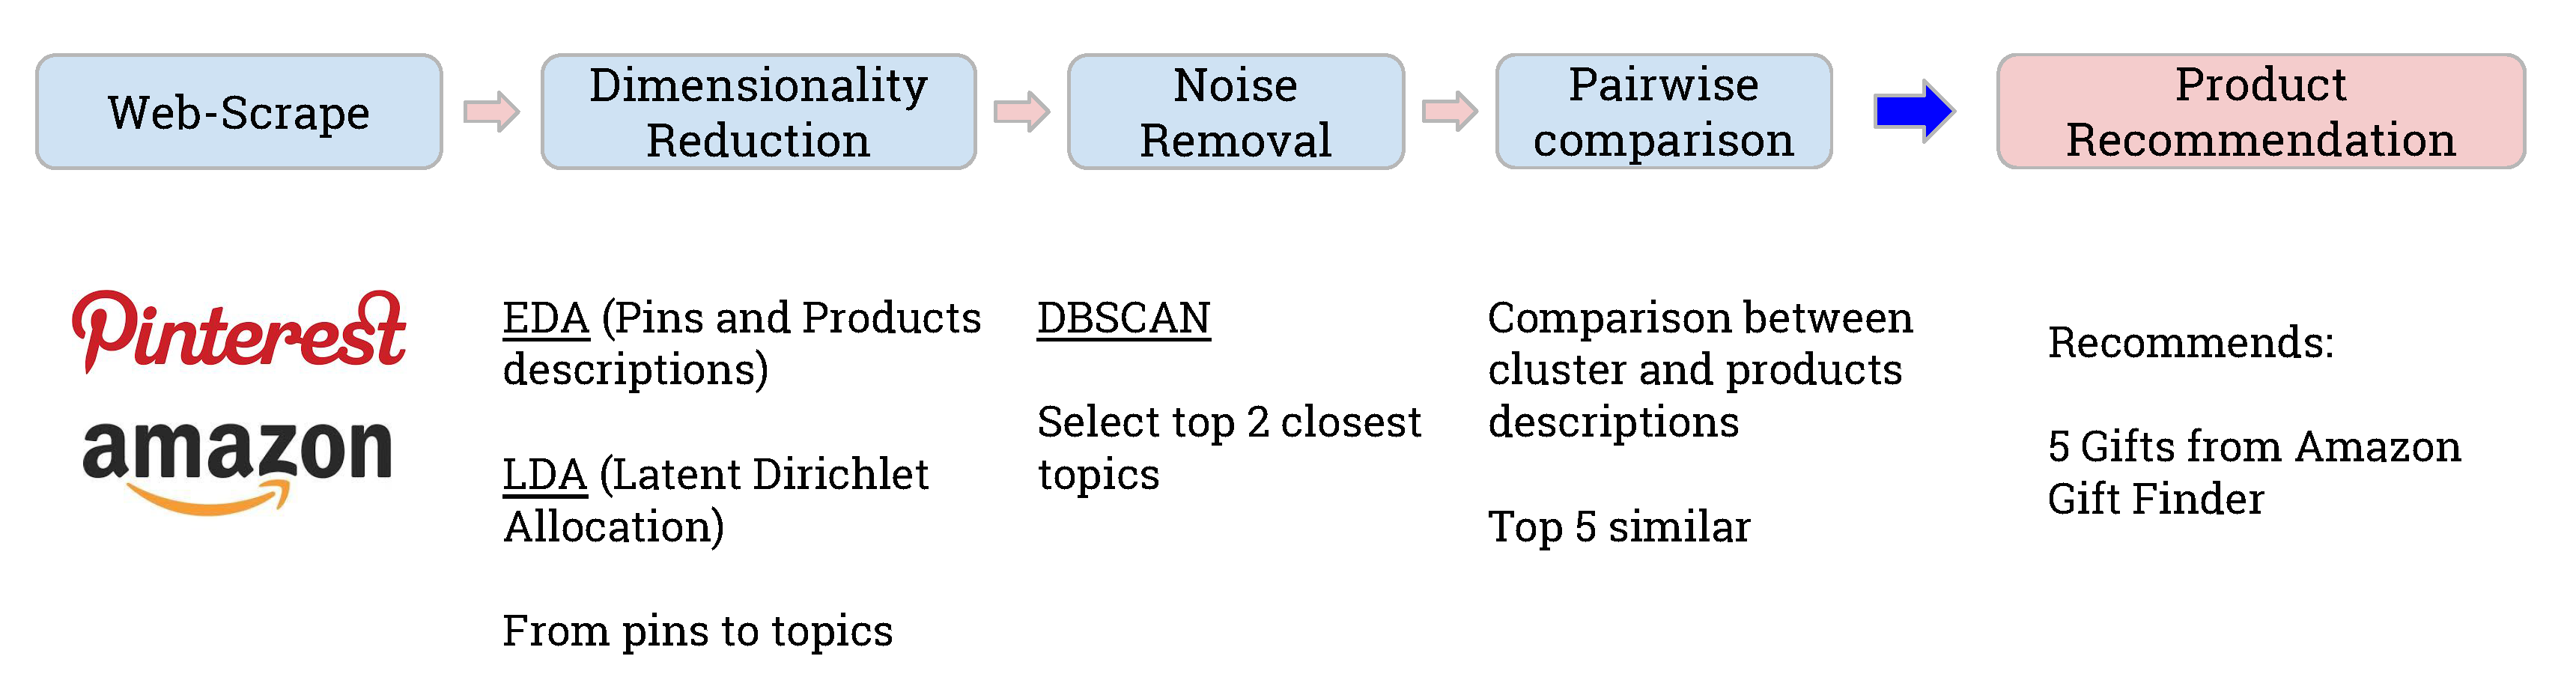 Web-Scrape
Dimensionality
Reduction
Noise
Removal
Pairwise
comparison
Product
Recommendation
Pinterest
amazon
EDA (Pins and Products
descriptions)
LDA (Latent Dirichlet
Allocation)
From pins to topics
DBSCAN
Select top 2 closest
topics
Comparison between
cluster and products
descriptions
Top 5 similar
Recommends:
5 Gifts from Amazon
Gift Finder